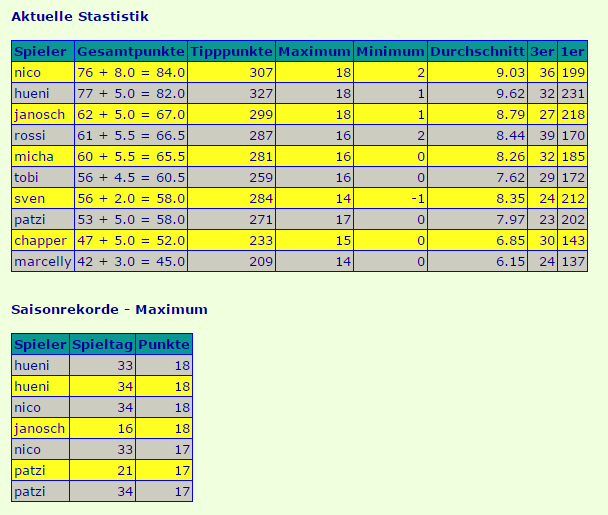 Aktuelle Stastistik
Spieler Gesamtpunkte Tipppunkte Maximum Minimum Durchschnitt 3er 1er
nico 76 + 8.0 = 84.0 307 18 2 9.03 36 199
hueni 77 + 5.0 = 82.0 327 18 1 9.62 32 231
janosch 62 + 5.0 = 67.0 299 18 1 8.79 27 218
rossi 61 + 5.5 = 66.5 287 16 2 8.44 39 170
micha 60 + 5.5 = 65.5 281 16 0 8.26 32 185
tobi 56 + 4.5 = 60.5 259 16 0 7.62 29 172
sven 56 + 2.0 = 58.0 284 14 -1 8.35 24 212
patzi 53 + 5.0 = 58.0 271 17 0 7.97 23 202
chapper 47 + 5.0 = 52.0 233 15 0 6.85 30 143
marcelly 42 + 3.0 = 45.0 209 14 0 6.15 24 137
Saisonrekorde - Maximum
Spieler Spieltag Punkte
hueni 33 18
hueni 34 18
nico 34 18
janosch 16 18
nico 33 17
patzi 21 17
patzi 34 17